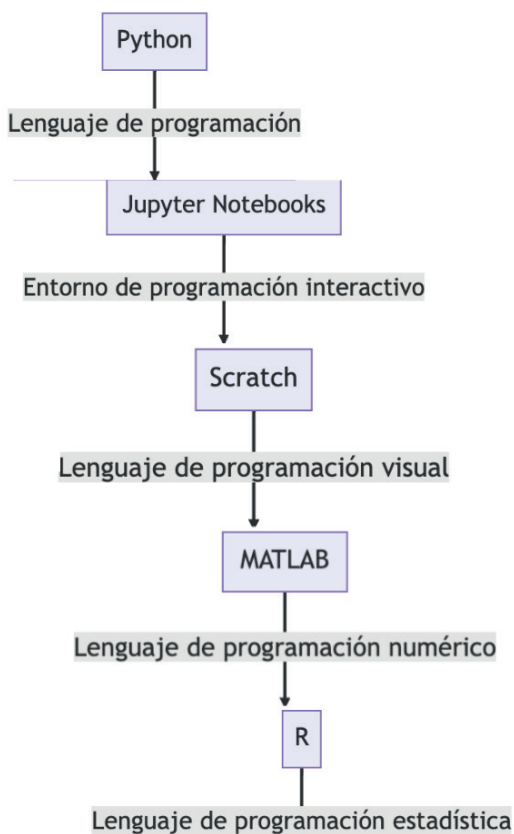 Python
Lenguaje de programación
Jupyter Notebooks
Entorno de programación interactivo
Scratch
Lenguaje de programación visual
MATLAB
Lenguaje de programación numérico
R
Lenguaje de programación estadística